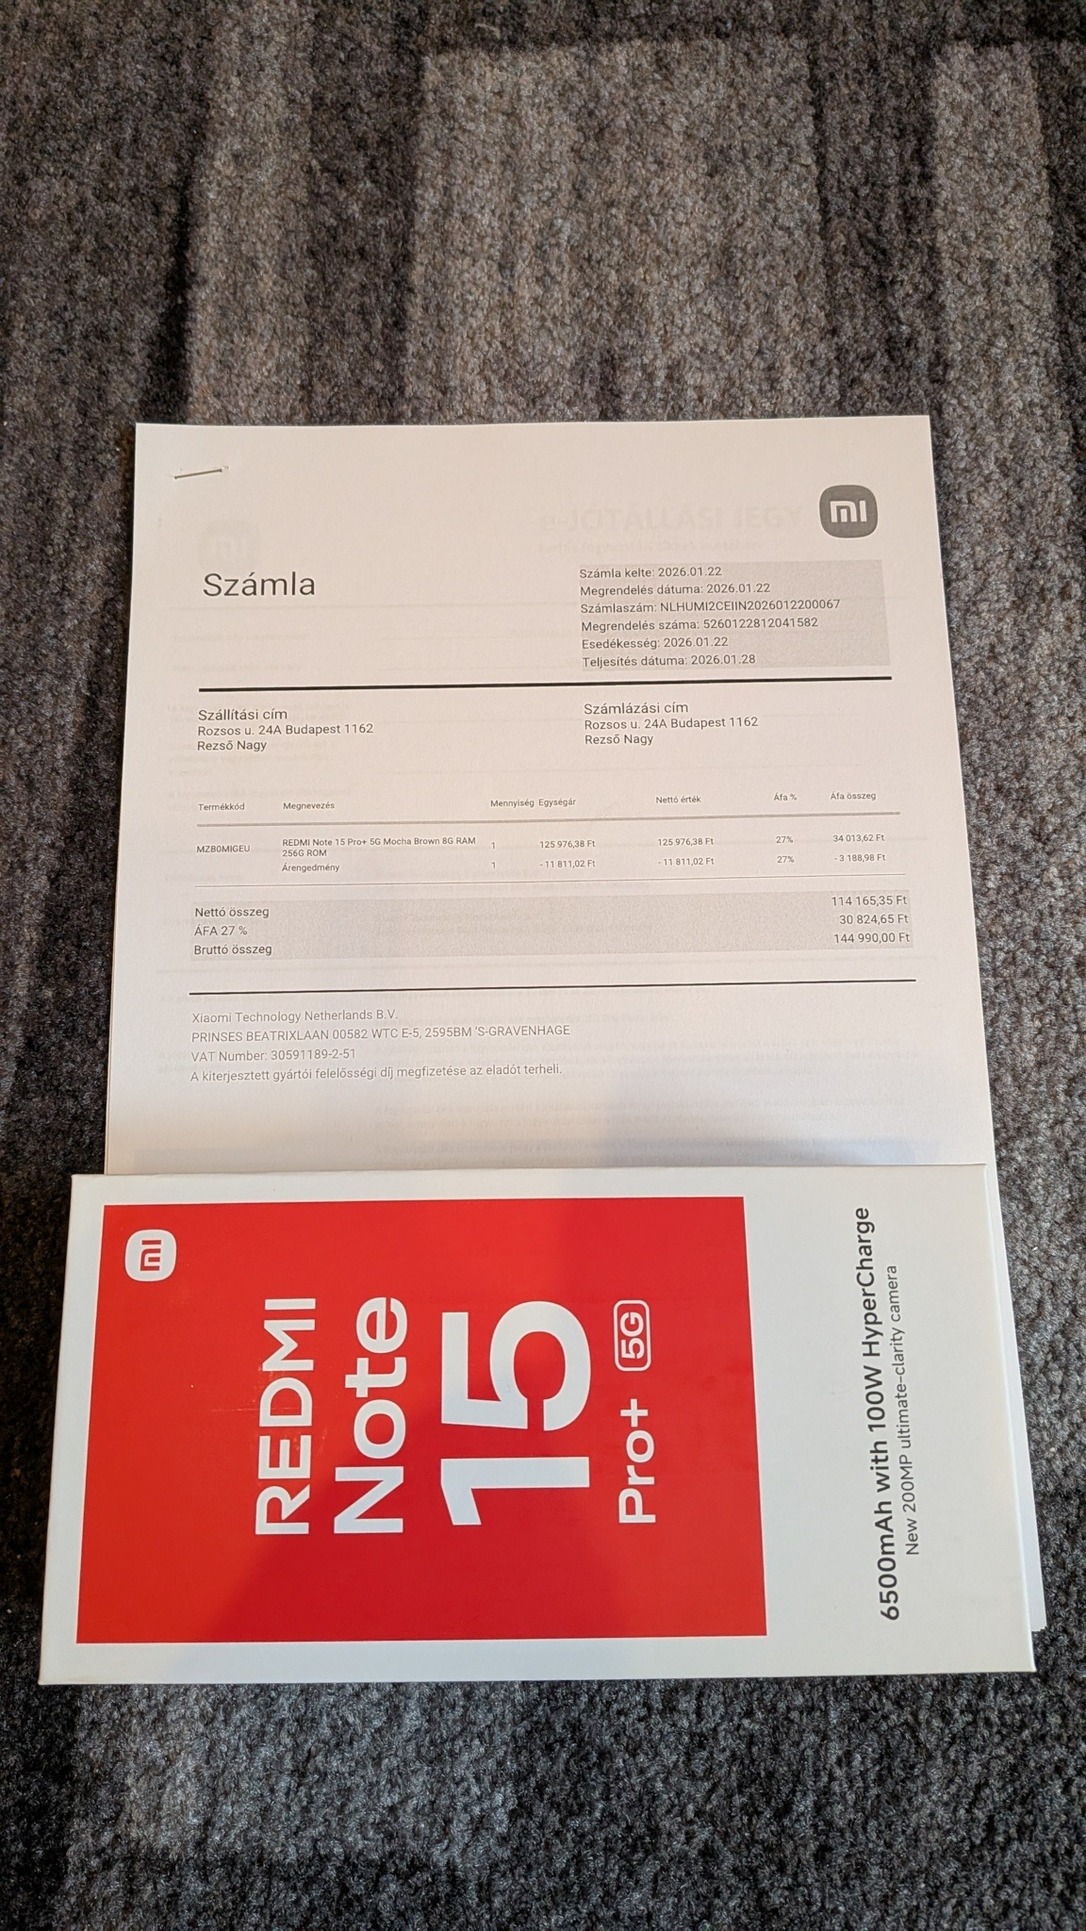 mi
Számla
Számla kelte: 2026.01.22
Megrendelés dátuma: 2026.01.22
Számlaszám: NLHUMI2CEIIN2026012200067
Megrendelés száma: 5260122812041582
Esedékesség: 2026.01.22
Teljesítés dátuma: 2026.01.28
Szállítási cím
Rozsos u. 24A Budapest 1162
Rezső Nagy
Számlázási cím
Rozsos u. 24A Budapest 1162
Rezső Nagy
Termékkód Megnevezés Mennyiség Egységár Nettó érték Áfa % Áfa összeg
MZB0MIGEU REDMI Note 15 Pro+ 5G Mocha Brown 8G RAM 1 125 976,38 Ft 125 976,38 Ft 27% 34 013,62 Ft
256G ROM
Árengedmény 1 - 11 811,02 Ft - 11 811,02 Ft 27% - 3 188,98 Ft
Nettó összeg 114 165,35 Ft
ÁFA 27 % 30 824,65 Ft
Bruttó összeg 144 990,00 Ft
Xiaomi Technology Netherlands B.V.
PRINSES BEATRIXLAAN 00582 WTC E-5, 2595BM 'S-GRAVENHAGE
VAT Number: 30591189-2-51
A kiterjesztett gyártói felelősségi díj megfizetése az eladót terheli.
mi
REDMI
Note
15
Pro+ 5G
6500mAh with 100W HyperCharge
New 200MP ultimate-clarity camera